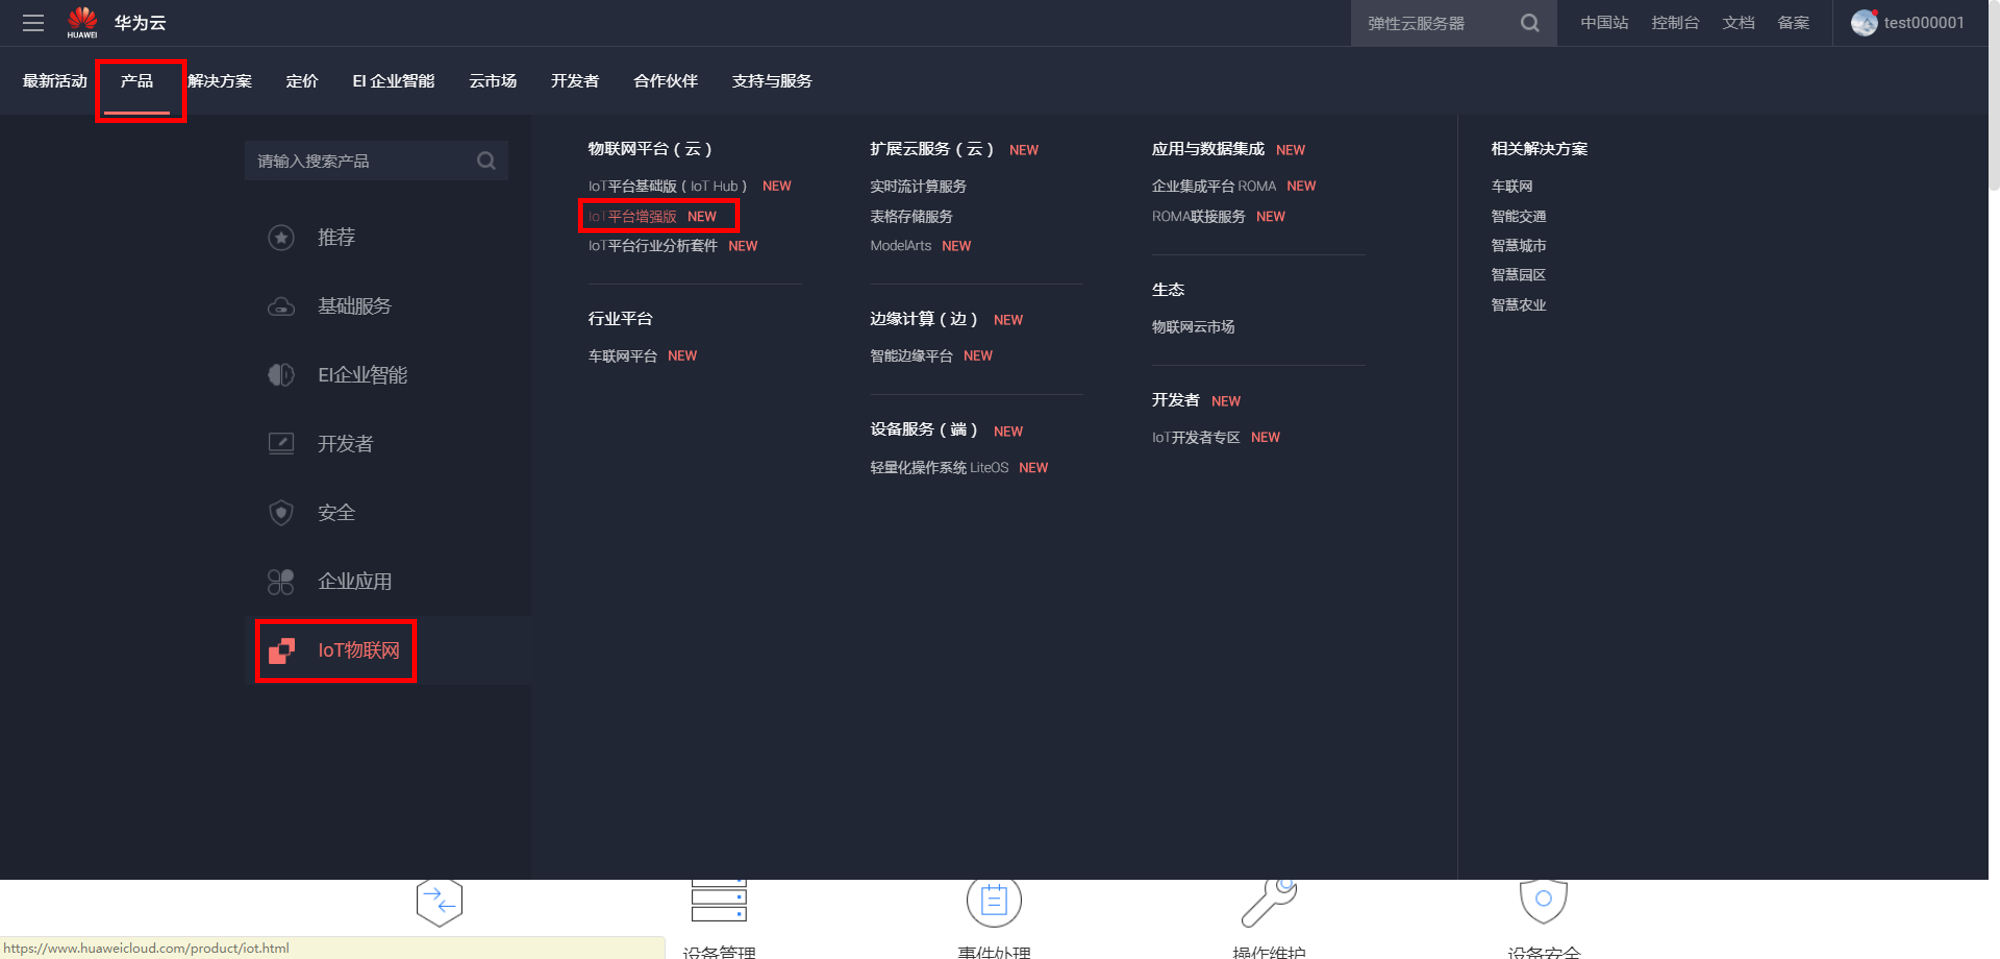 HUAWEI
华为云
弹性云服务器
中国站
控制台
文档
备案
test000001
最新活动
产品
解决方案
定价
EI 企业智能
云市场
开发者
合作伙伴
支持与服务
请输入搜索产品
推荐
基础服务
EI企业智能
开发者
安全
企业应用
IoT物联网
物联网平台（云）
IoT平台基础版（IoT Hub） NEW
IoT平台增强版 NEW
IoT平台行业分析套件 NEW
行业平台
车联网平台 NEW
扩展云服务（云） NEW
实时流计算服务
表格存储服务
ModelArts NEW
边缘计算（边） NEW
智能边缘平台 NEW
设备服务（端） NEW
轻量化操作系统 LiteOS NEW
应用与数据集成 NEW
企业集成平台 ROMA NEW
ROMA联接服务 NEW
生态
物联网云市场
开发者 NEW
IoT开发者专区 NEW
相关解决方案
车联网
智能交通
智慧城市
智慧园区
智慧农业
设备管理
事件处理
操作维护
设备安全
https://www.huaweicloud.com/product/iot.html